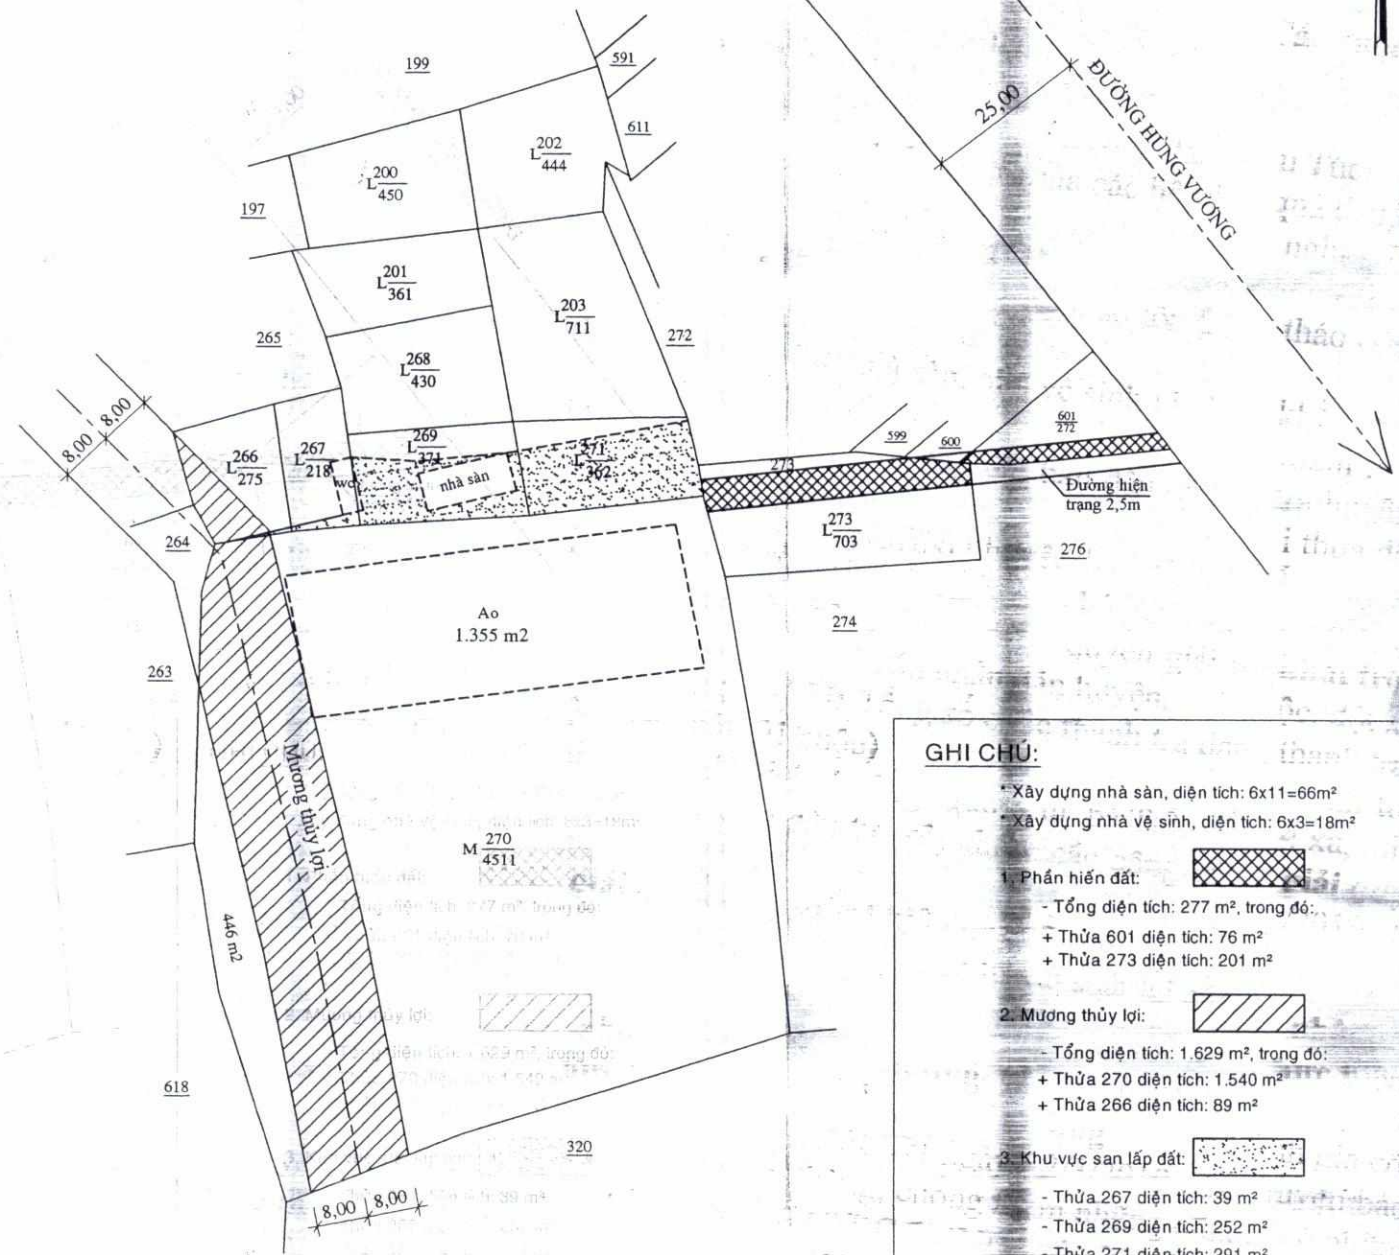 199
591
611
L 202/444
L 200/450
197
25,00
ĐƯỜNG HÙNG VƯƠNG
L 201/361
L 203/711
265
272
L 268/430
8,00
8,00
L 269/371
L 266/275
L 267/218
WC
nhà sàn
L 271/362
273
599
600
601/272
Đường hiện
trạng 2,5m
L 273/703
276
264
Ao
1.355 m2
274
263
Mương thủy lợi
M 270/4511
446 m2
618
320
8,00
8,00
GHI CHÚ:
* Xây dựng nhà sàn, diện tích: 6x11=66m²
* Xây dựng nhà vệ sinh, diện tích: 6x3=18m²
1. Phần hiến đất:
- Tổng diện tích: 277 m², trong đó:
+ Thửa 601 diện tích: 76 m²
+ Thửa 273 diện tích: 201 m²
2. Mương thủy lợi:
- Tổng diện tích: 1.629 m², trong đó:
+ Thửa 270 diện tích: 1.540 m²
+ Thửa 266 diện tích: 89 m²
3. Khu vực san lấp đất:
- Thửa 267 diện tích: 39 m²
- Thửa 269 diện tích: 252 m²
- Thửa 271 diện tích: 291 m²